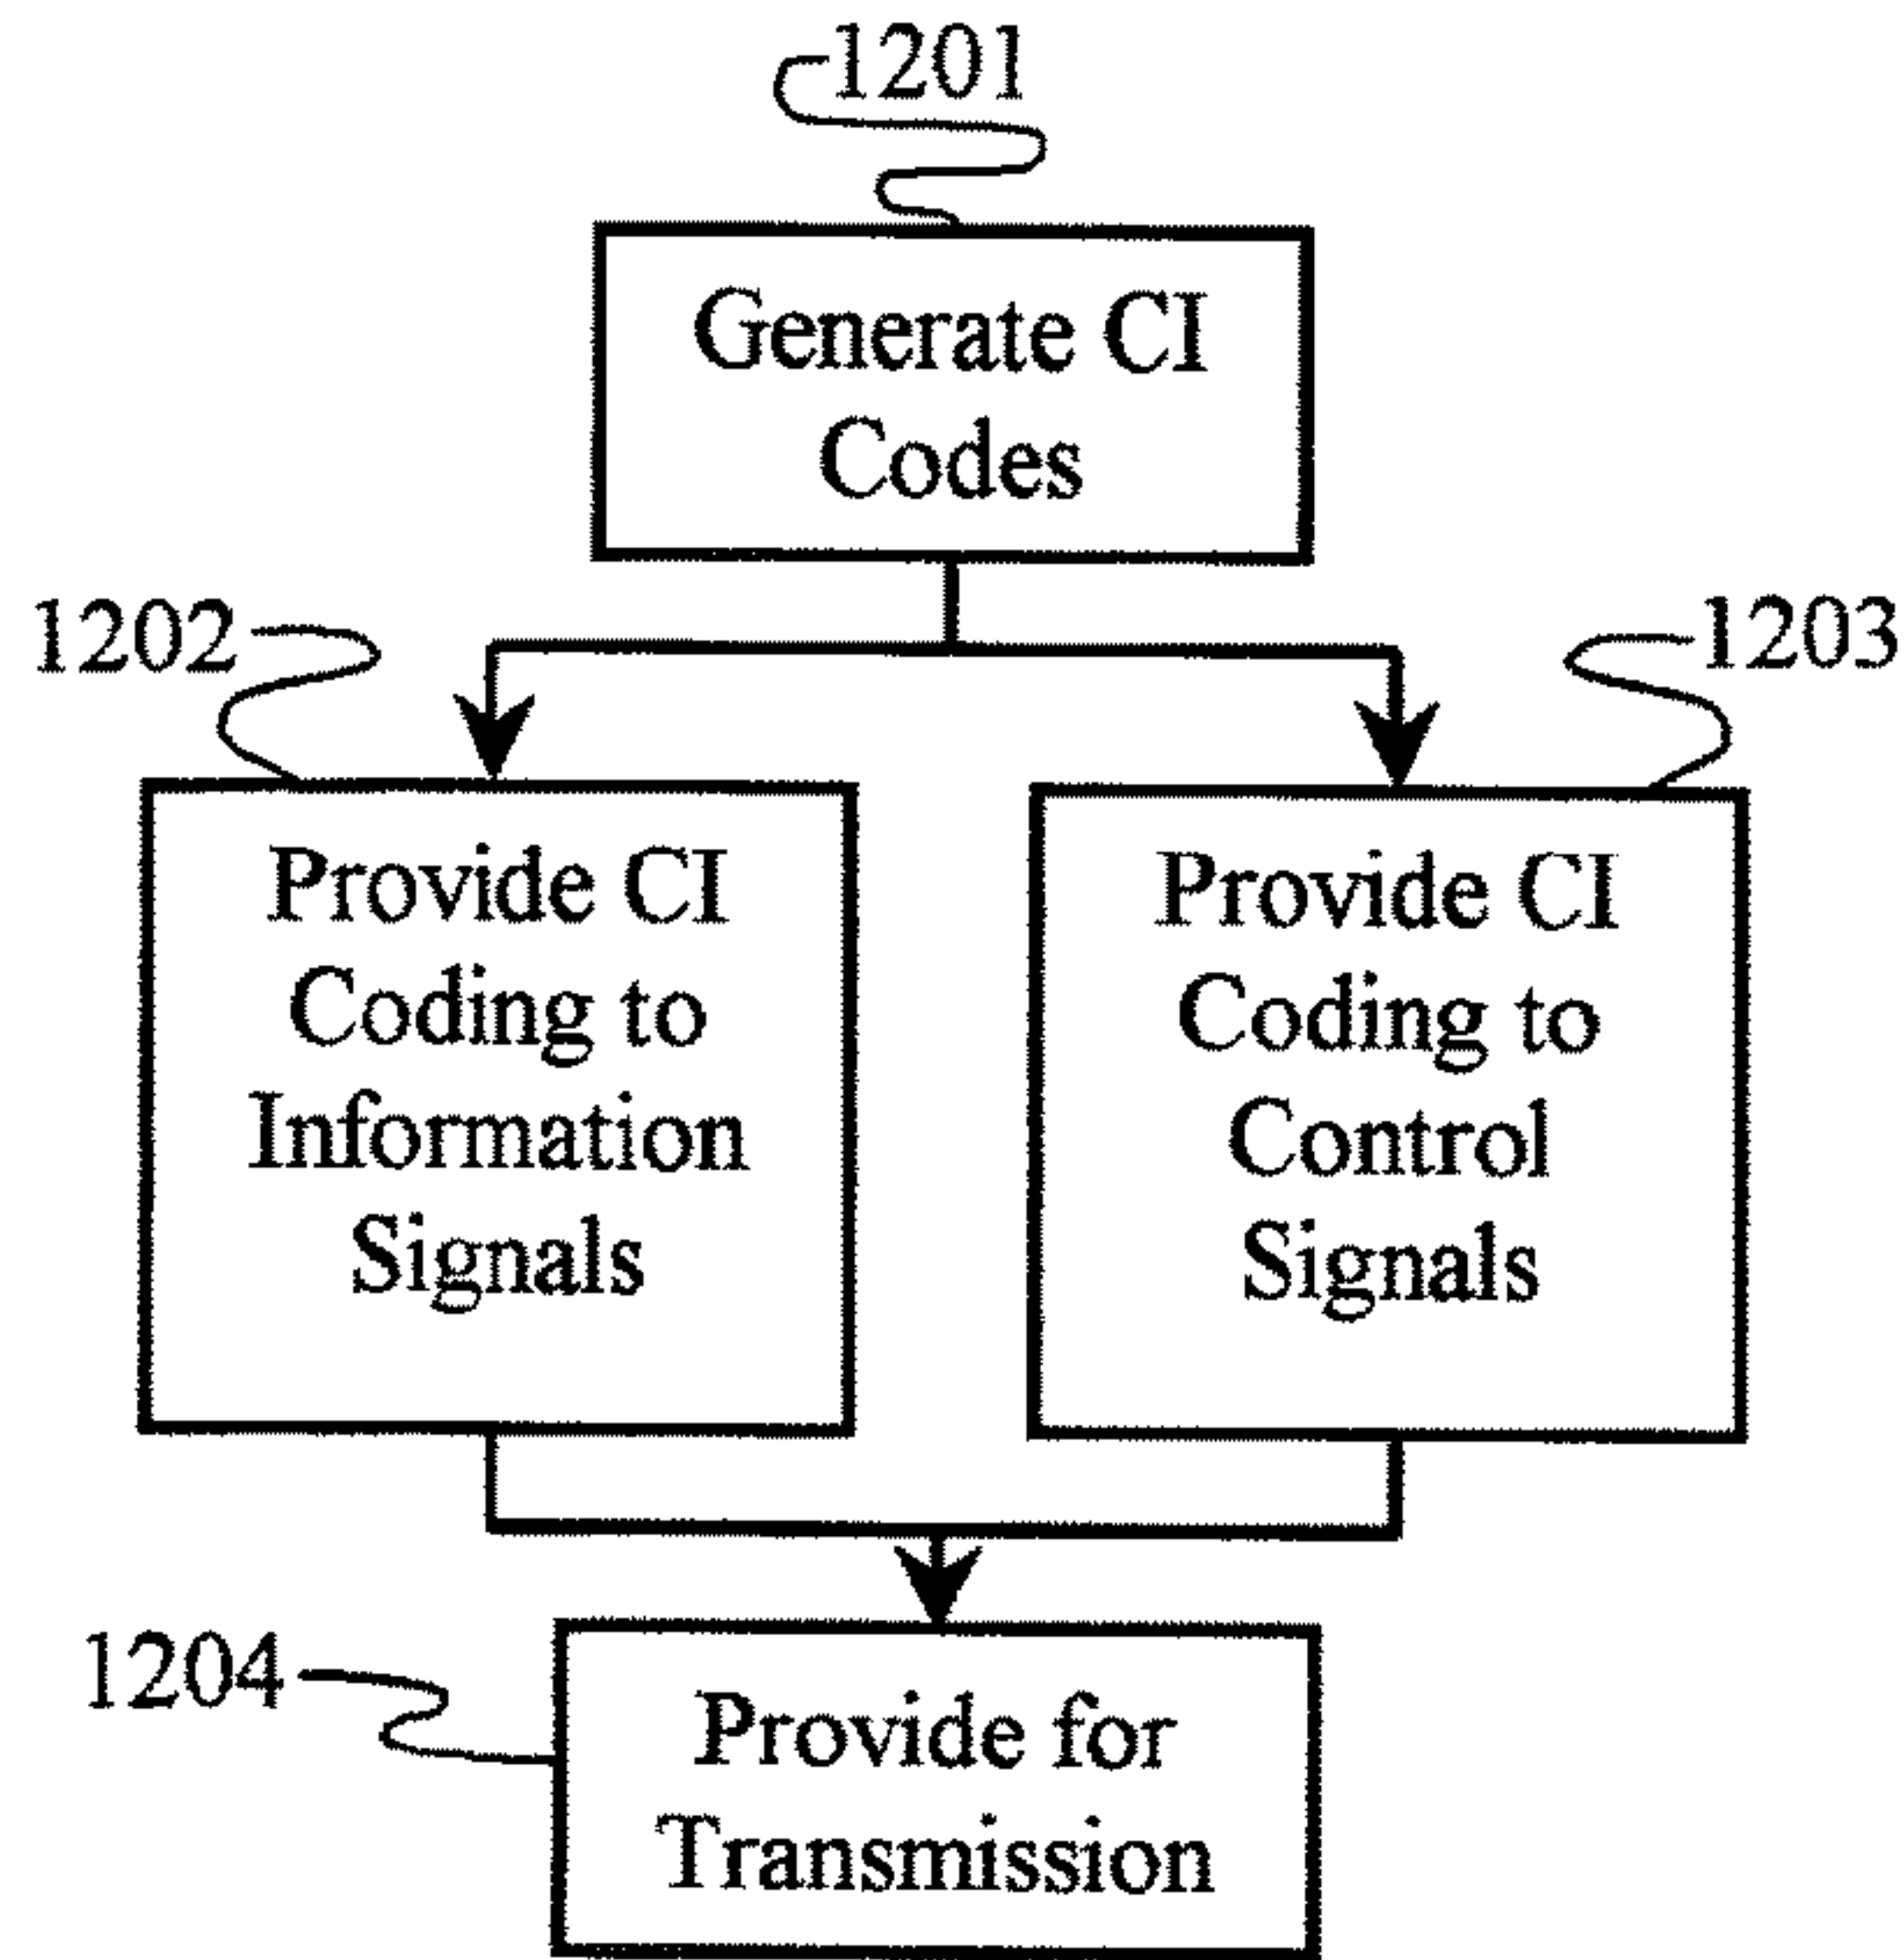 1201
Generate CI
Codes
1202
1203
Provide CI
Coding to
Information
Signals
Provide CI
Coding to
Control
Signals
1204
Provide for
Transmission